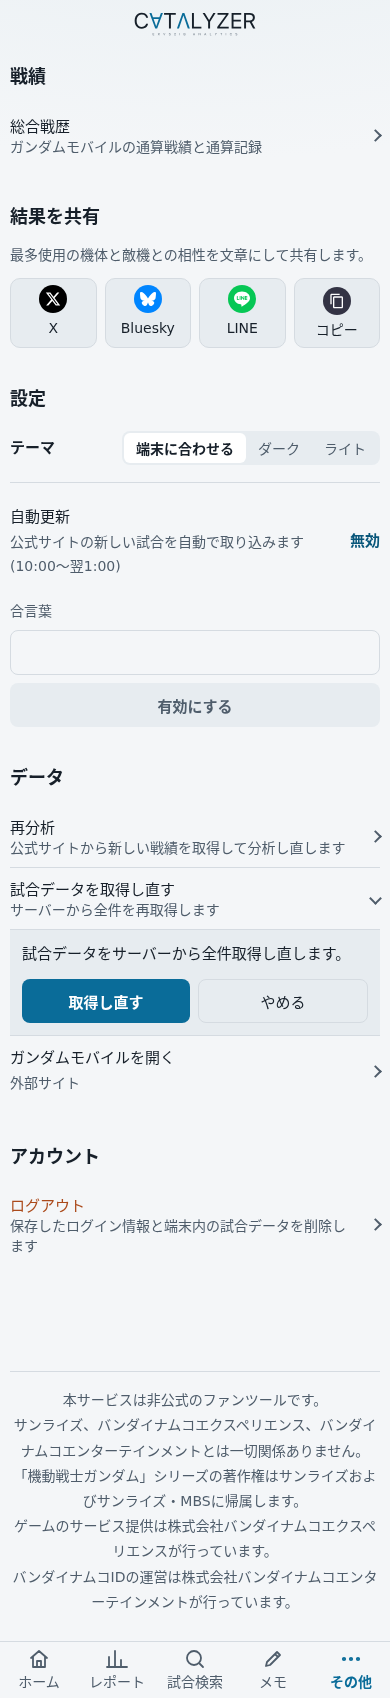 CATALYZER
戦績
総合戦歴
ガンダムモバイルの通算戦績と通算記録
結果を共有
最多使用の機体と敵機との相性を文章にして共有します。
X
Bluesky
LINE
コピー
設定
テーマ
端末に合わせる
ダーク
ライト
自動更新
公式サイトの新しい試合を自動で取り込みます
(10:00〜翌1:00)
無効
合言葉
有効にする
データ
再分析
公式サイトから新しい戦績を取得して分析し直します
試合データを取得し直す
サーバーから全件を再取得します
試合データをサーバーから全件取得し直します。
取得し直す
やめる
ガンダムモバイルを開く
外部サイト
アカウント
ログアウト
保存したログイン情報と端末内の試合データを削除し
ます
本サービスは非公式のファンツールです。
サンライズ、バンダイナムコエクスペリエンス、バンダイ
ナムコエンターテインメントとは一切関係ありません。
「機動戦士ガンダム」シリーズの著作権はサンライズおよ
びサンライズ・MBSに帰属します。
ゲームのサービス提供は株式会社バンダイナムコエクスペ
リエンスが行っています。
バンダイナムコIDの運営は株式会社バンダイナムコエンタ
ーテインメントが行っています。
ホーム
レポート
試合検索
メモ
その他